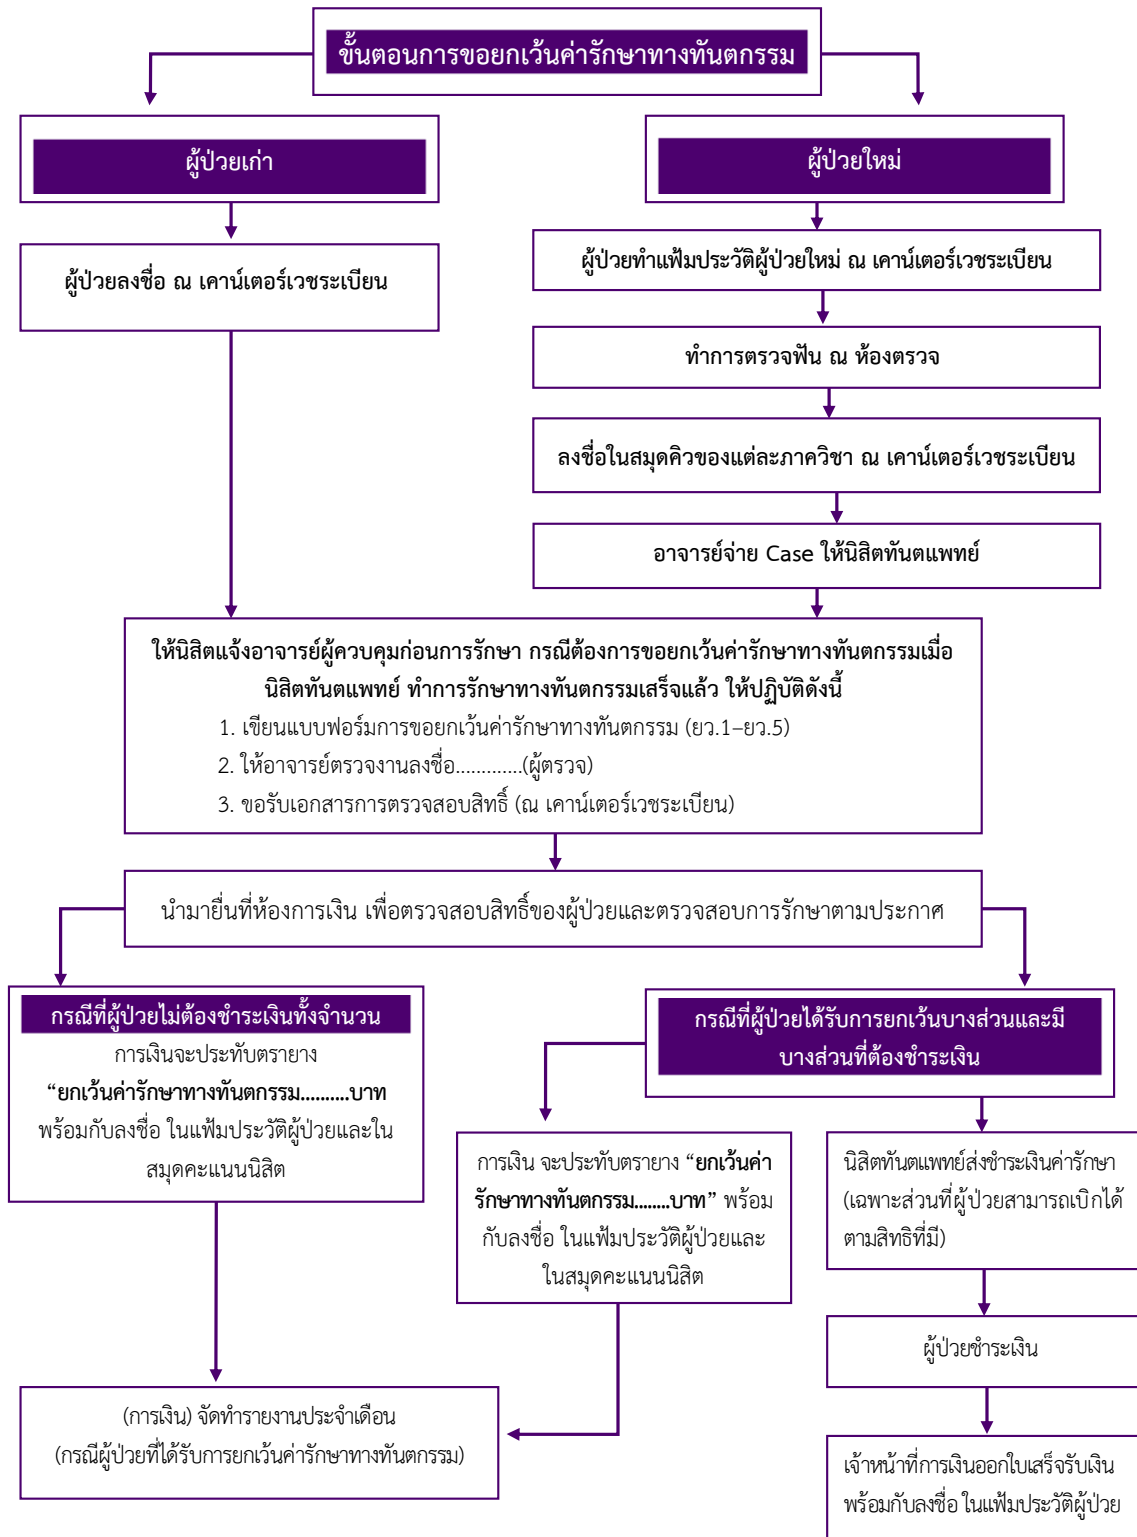 ขั้นตอนการขอยกเว้นค่ารักษาทางทันตกรรม
ผู้ป่วยเก่า
ผู้ป่วยใหม่
ผู้ป่วยลงชื่อ ณ เคาน์เตอร์เวชระเบียน
ผู้ป่วยทำแฟ้มประวัติผู้ป่วยใหม่ ณ เคาน์เตอร์เวชระเบียน
ทำการตรวจฟัน ณ ห้องตรวจ
ลงชื่อในสมุดคิวของแต่ละภาควิชา ณ เคาน์เตอร์เวชระเบียน
อาจารย์จ่าย Case ให้นิสิตทันตแพทย์
ให้นิสิตแจ้งอาจารย์ผู้ควบคุมก่อนการรักษา กรณีต้องการขอยกเว้นค่ารักษาทางทันตกรรมเมื่อ
นิสิตทันตแพทย์ ทำการรักษาทางทันตกรรมเสร็จแล้ว ให้ปฏิบัติดังนี้
1. เขียนแบบฟอร์มการขอยกเว้นค่ารักษาทางทันตกรรม (ยว.1–ยว.5)
2. ให้อาจารย์ตรวจงานลงชื่อ.............(ผู้ตรวจ)
3. ขอรับเอกสารการตรวจสอบสิทธิ์ (ณ เคาน์เตอร์เวชระเบียน)
นำมายื่นที่ห้องการเงิน เพื่อตรวจสอบสิทธิ์ของผู้ป่วยและตรวจสอบการรักษาตามประกาศ
กรณีที่ผู้ป่วยไม่ต้องชำระเงินทั้งจำนวน
การเงินจะประทับตรายาง
“ยกเว้นค่ารักษาทางทันตกรรม..........บาท
พร้อมกับลงชื่อ ในแฟ้มประวัติผู้ป่วยและใน
สมุดคะแนนนิสิต
กรณีที่ผู้ป่วยได้รับการยกเว้นบางส่วนและมี
บางส่วนที่ต้องชำระเงิน
การเงิน จะประทับตรายาง “ยกเว้นค่า
รักษาทางทันตกรรม........บาท” พร้อม
กับลงชื่อ ในแฟ้มประวัติผู้ป่วยและ
ในสมุดคะแนนนิสิต
นิสิตทันตแพทย์ส่งชำระเงินค่ารักษา
(เฉพาะส่วนที่ผู้ป่วยสามารถเบิกได้
ตามสิทธิที่มี)
ผู้ป่วยชำระเงิน
(การเงิน) จัดทำรายงานประจำเดือน
(กรณีผู้ป่วยที่ได้รับการยกเว้นค่ารักษาทางทันตกรรม)
เจ้าหน้าที่การเงินออกใบเสร็จรับเงิน
พร้อมกับลงชื่อ ในแฟ้มประวัติผู้ป่วย